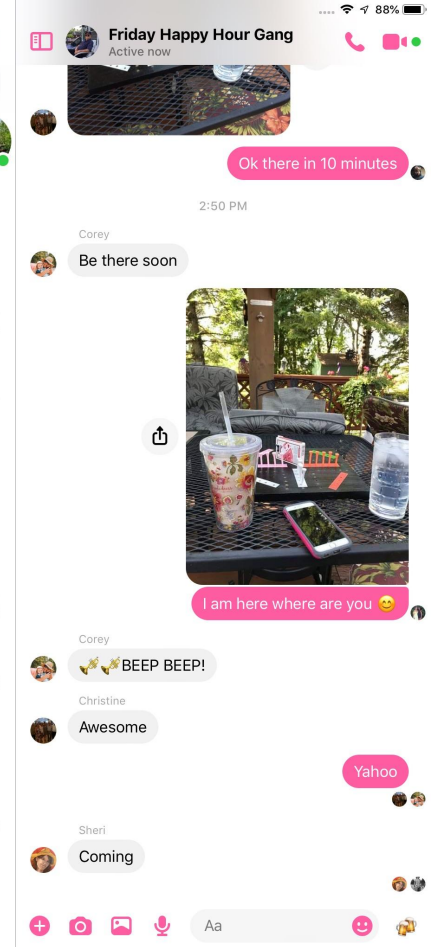 88%
Friday Happy Hour Gang
Active now
Ok there in 10 minutes
2:50 PM
Corey
Be there soon
I am here where are you 😊
Corey
🎺🎺BEEP BEEP!
Christine
Awesome
Yahoo
Sheri
Coming
Aa